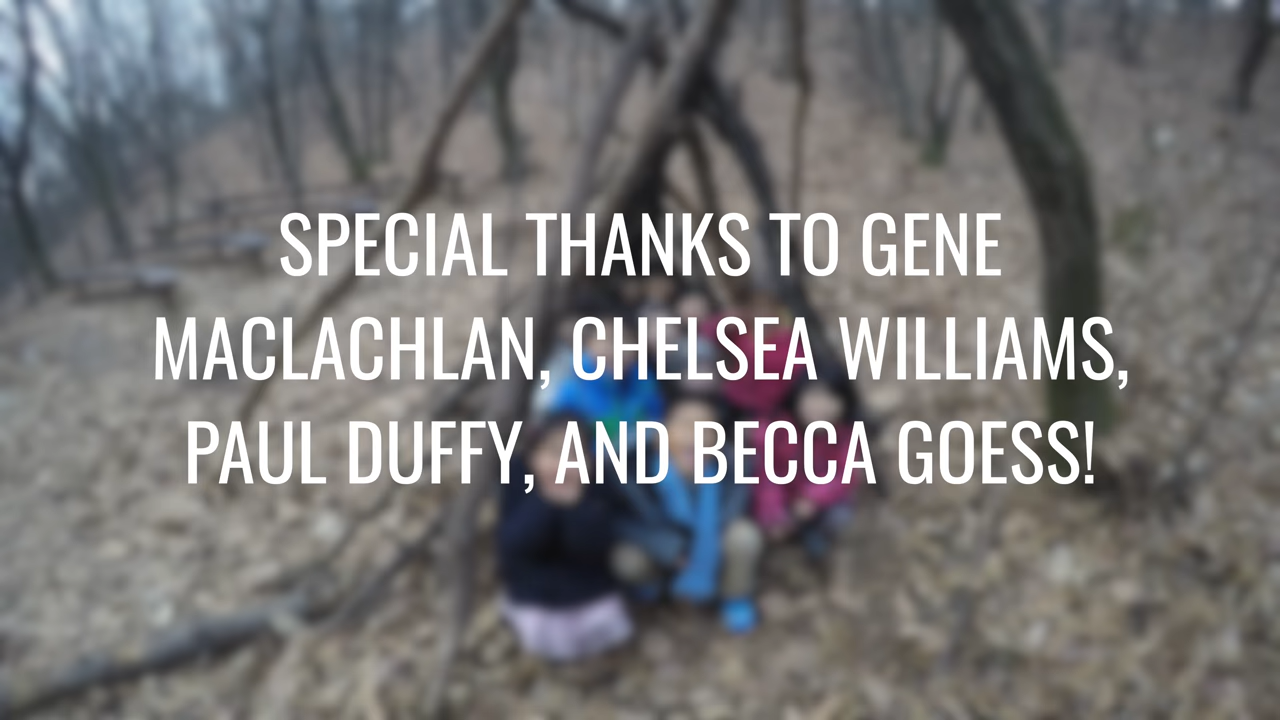 SPECIAL THANKS TO GENE
MACLACHLAN, CHELSEA WILLIAMS,
PAUL DUFFY, AND BECCA GOESS!